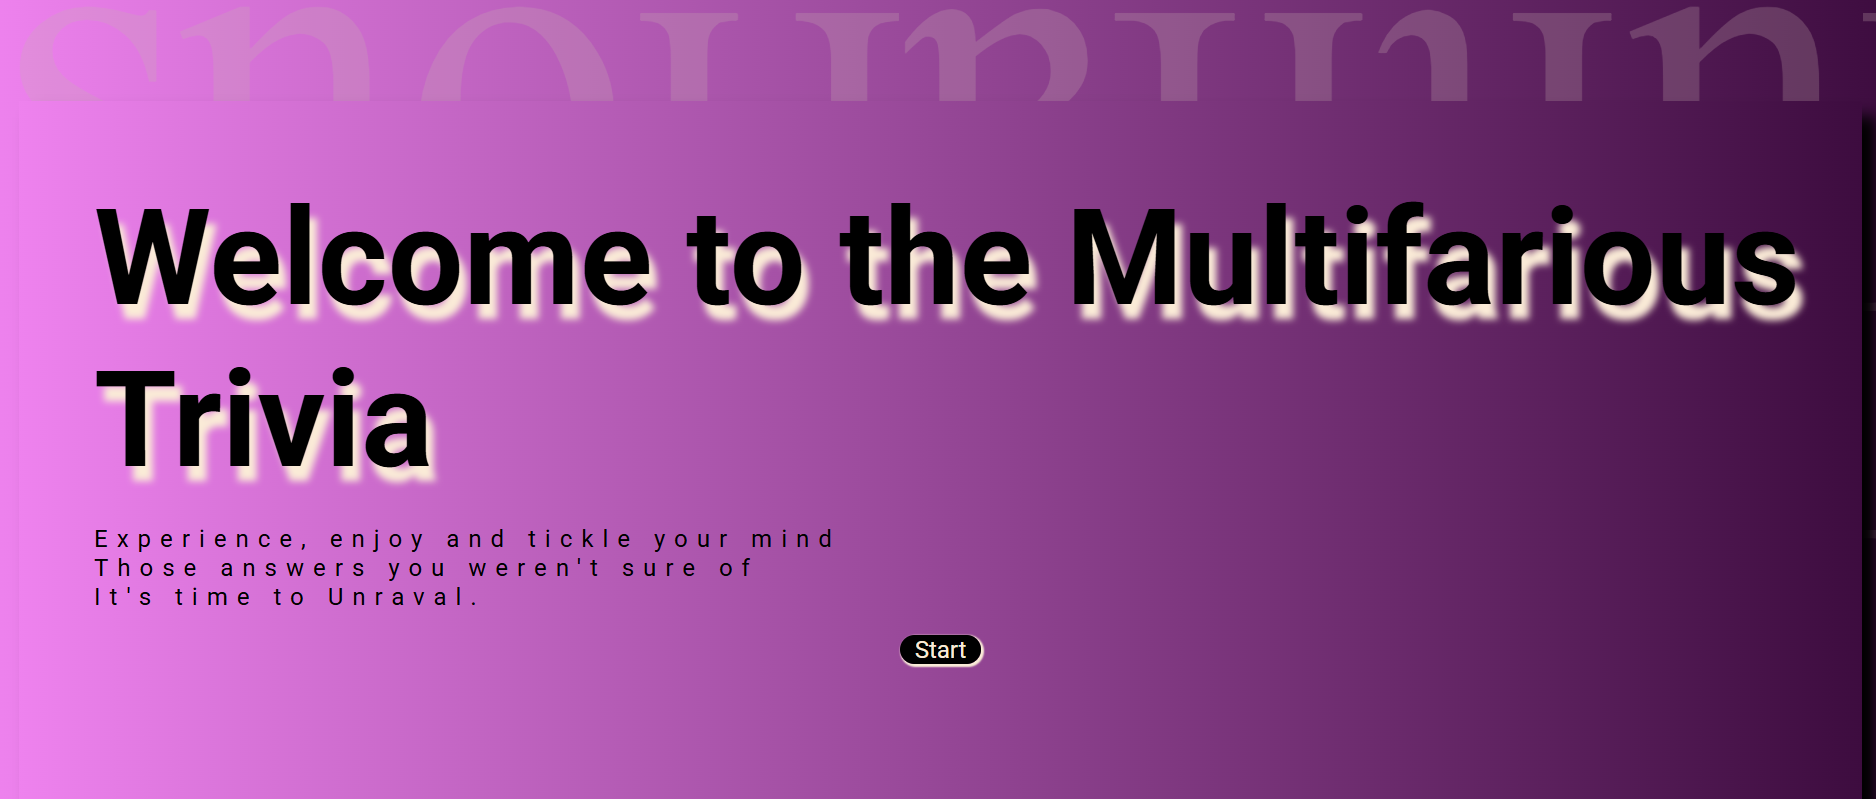 Welcome to the Multifarious
Trivia
Experience, enjoy and tickle your mind
Those answers you weren't sure of
It's time to Unraval.
Start